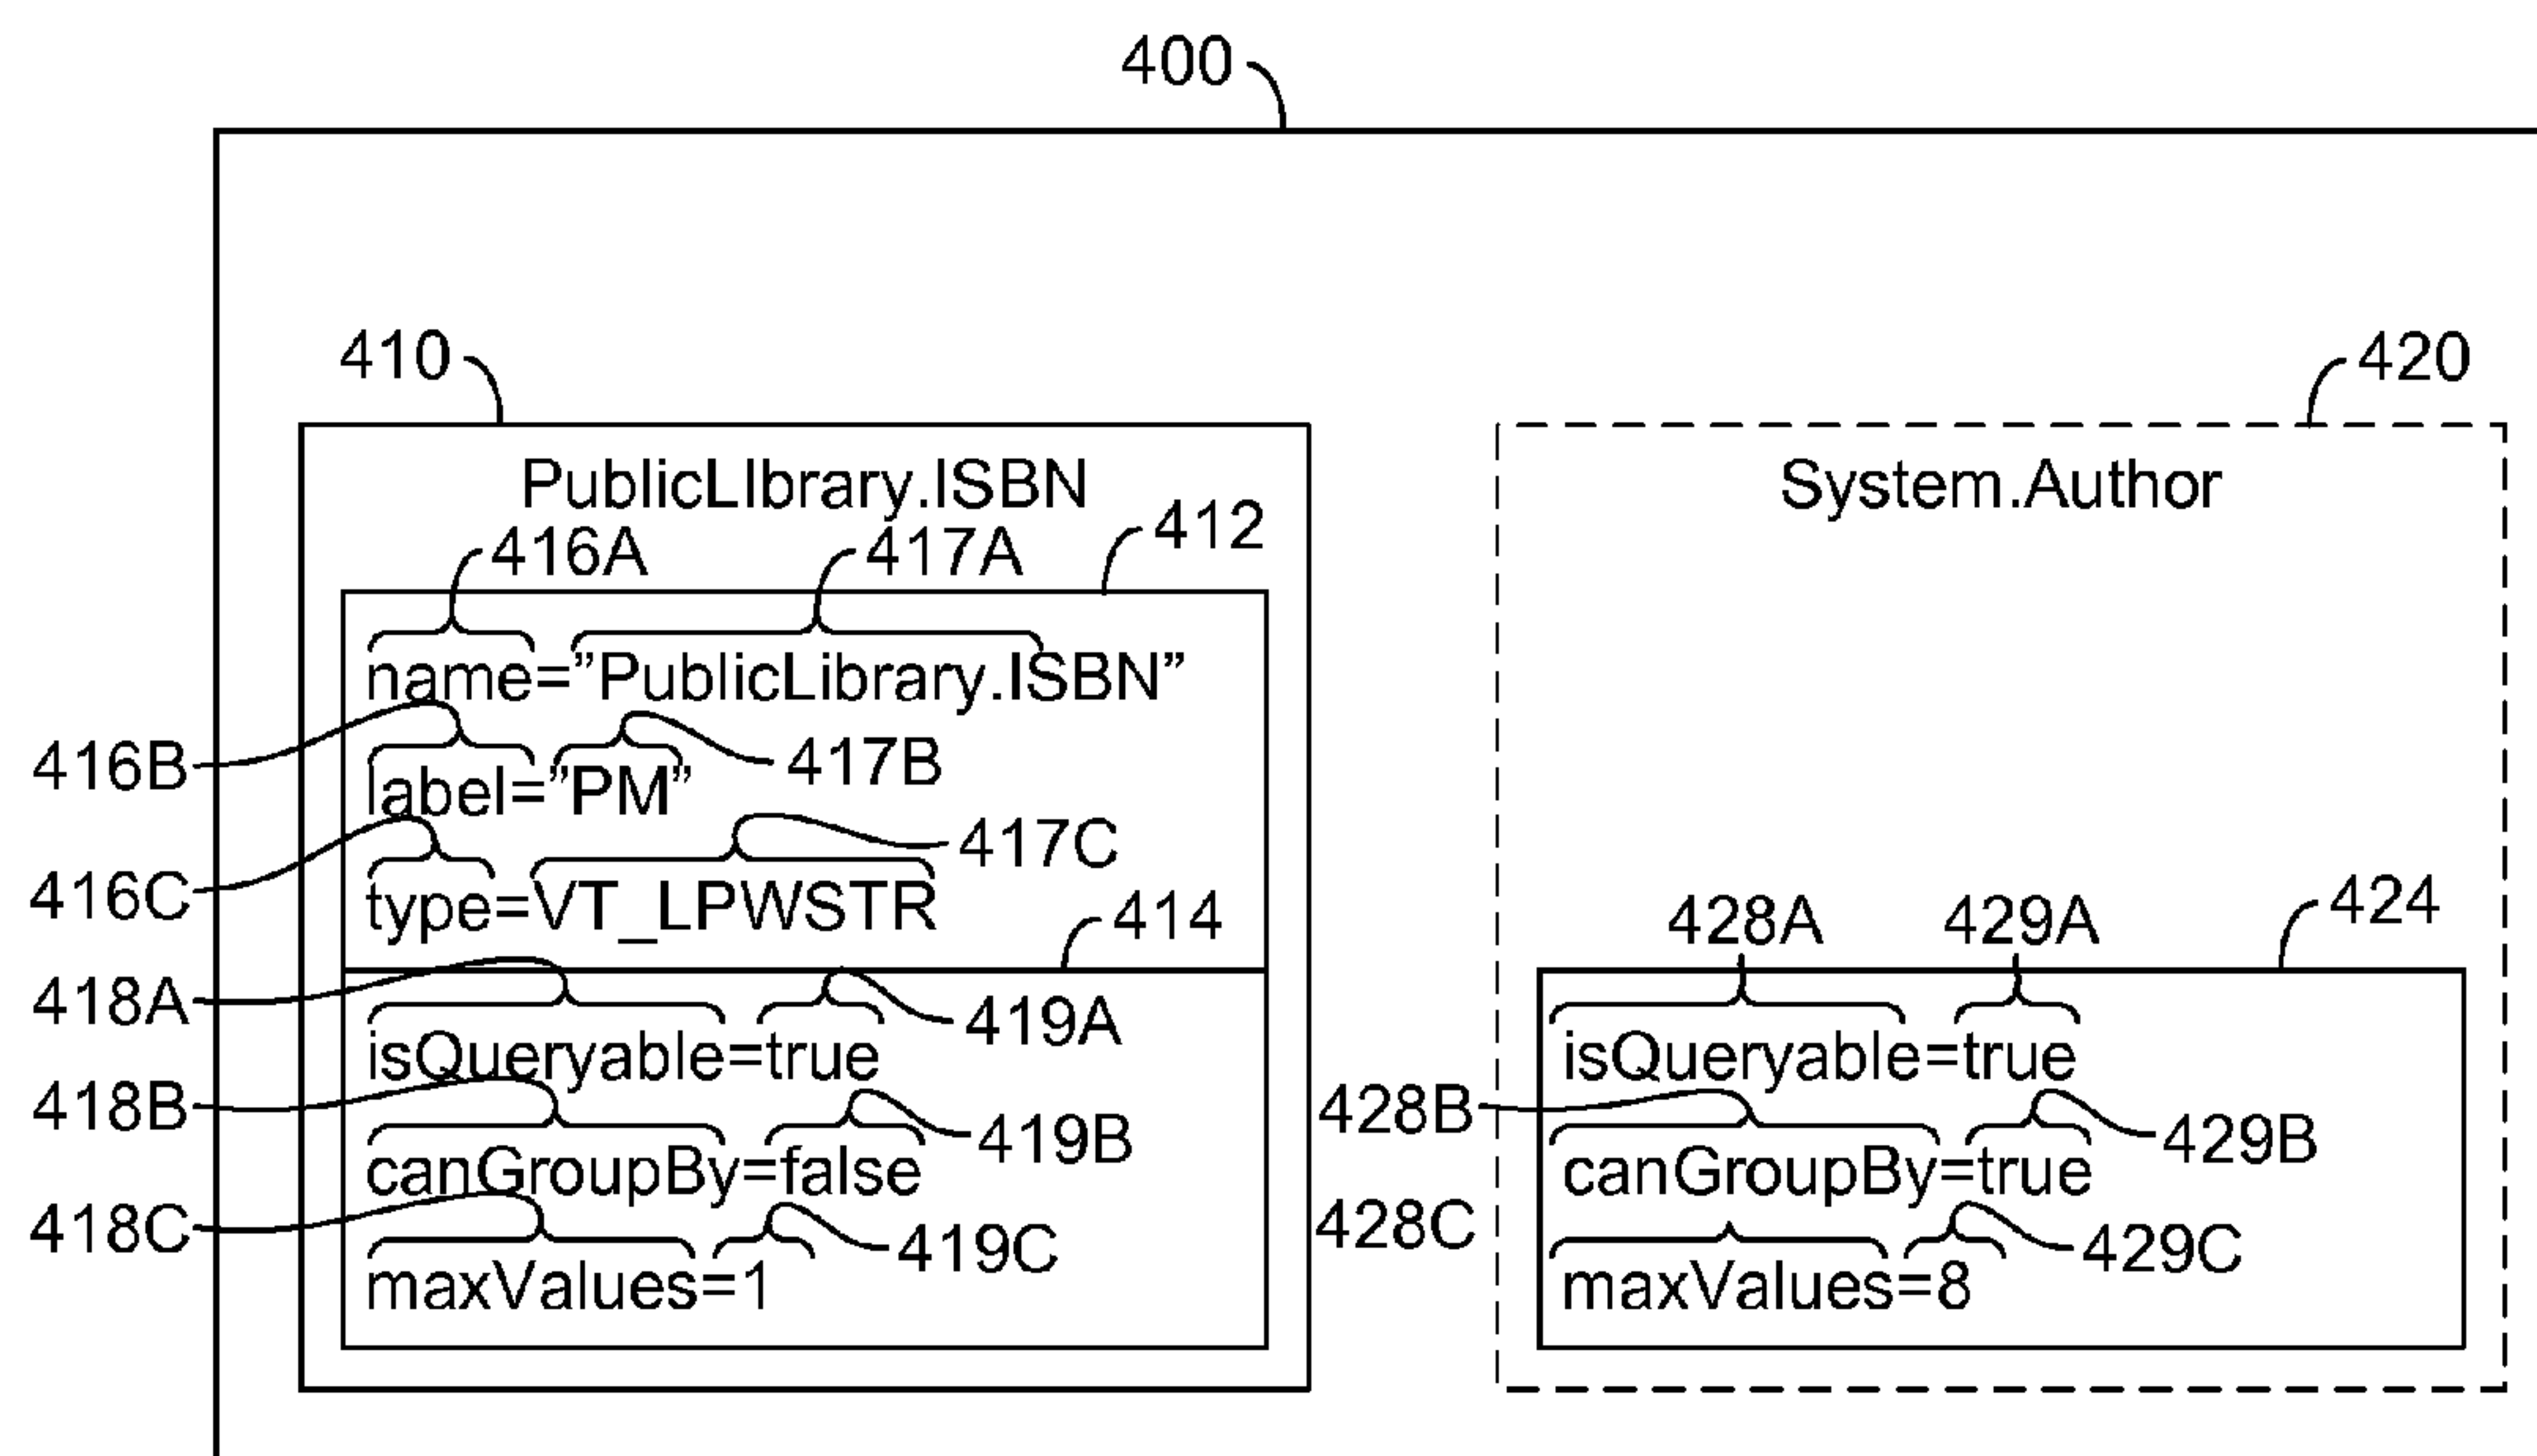 400
410
420
PublicLIbrary.ISBN
System.Author
412
416A
417A
name=”PublicLibrary.ISBN”
416B
417B
label=”PM”
417C
416C
type=VT_LPWSTR
414
428A
429A
424
418A
419A
isQueryable=true
isQueryable=true
418B
419B
428B
429B
canGroupBy=false
canGroupBy=true
418C
419C
428C
429C
maxValues=1
maxValues=8